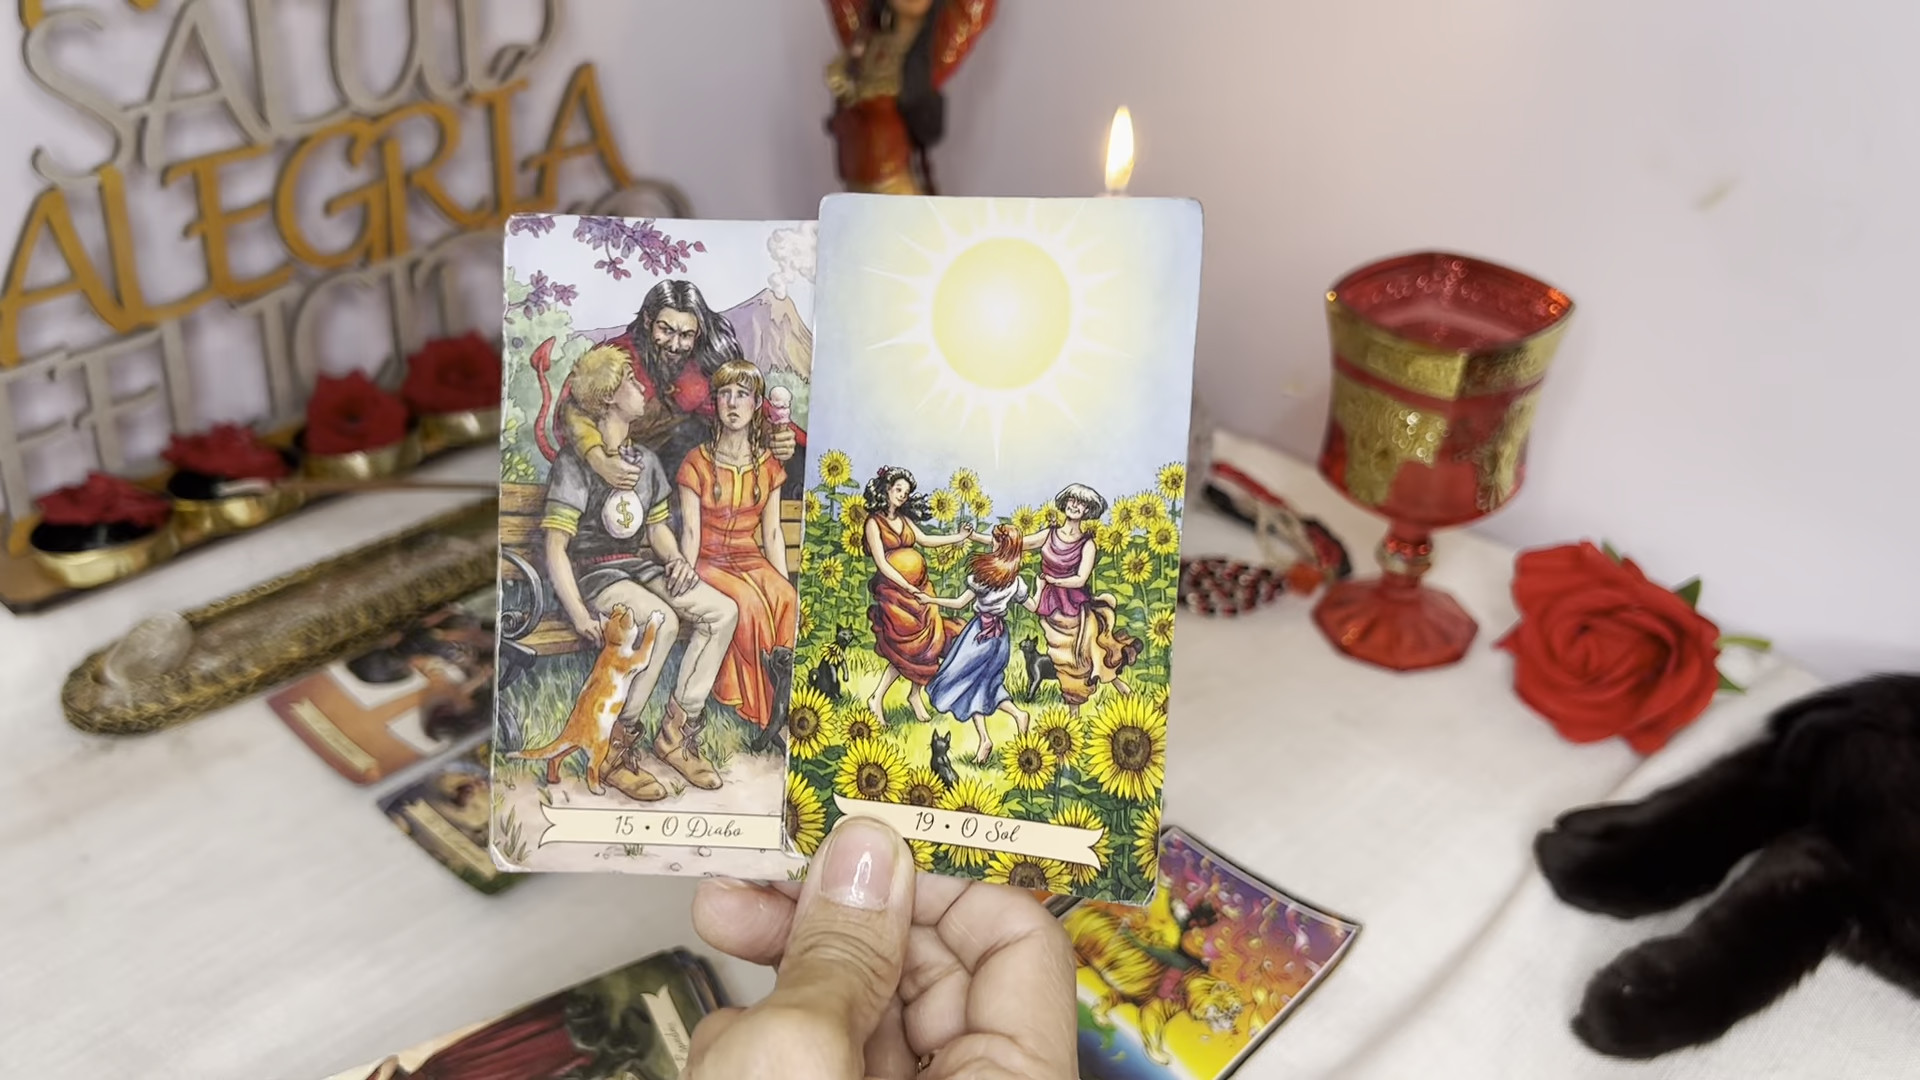 SALUD
ALEGRIA
$
15 • O Diabo
19 • O Sol